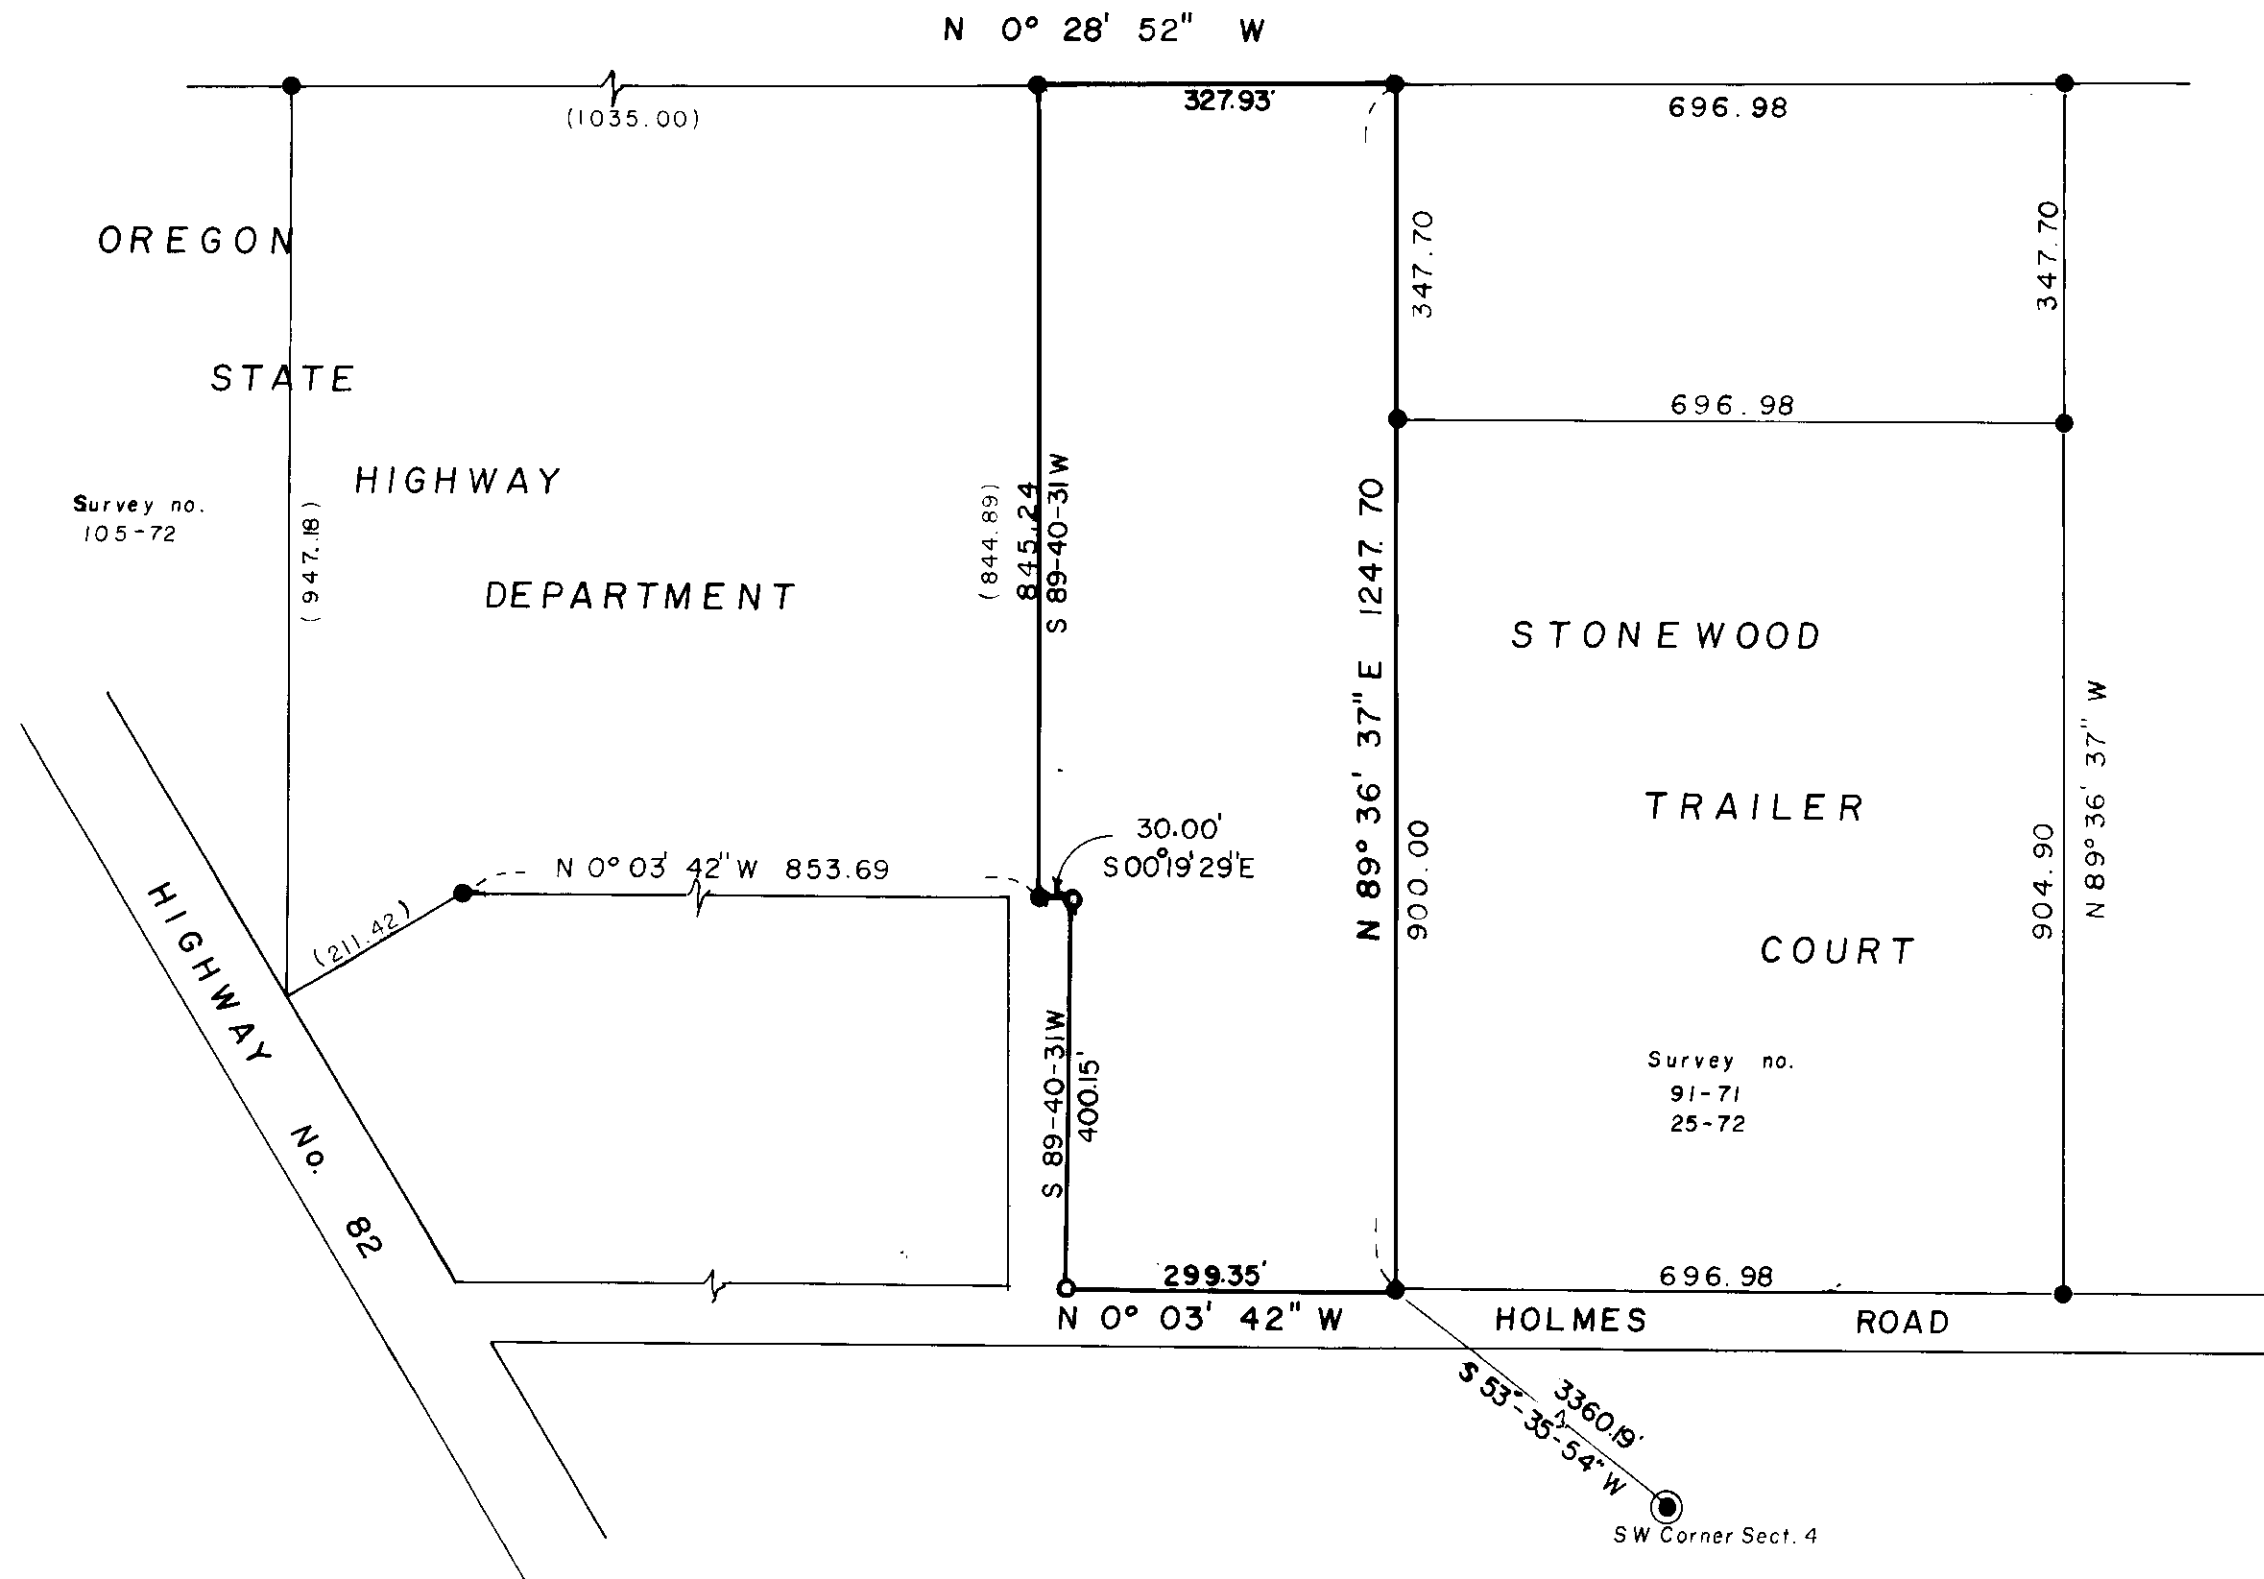 N 0° 28' 52" W
(1035.00)
327.93'
696.98
OREGON
STATE
HIGHWAY
DEPARTMENT
Survey no.
105-72
(947.18)
(844.89)
845.24
S 89-40-31W
347.70
347.70
696.98
N 89° 36' 37" E 1247.70
900.00
STONEWOOD
TRAILER
COURT
904.90
N 89° 36' 37" W
30.00'
S00°19'29"E
N 0° 03' 42" W 853.69
(211.42)
HIGHWAY No. 82
S 89-40-31W
400.15'
Survey no.
91-71
25-72
299.35'
N 0° 03' 42" W
696.98
HOLMES ROAD
3360.19'
S 53°-35-54" W
SW Corner Sect. 4